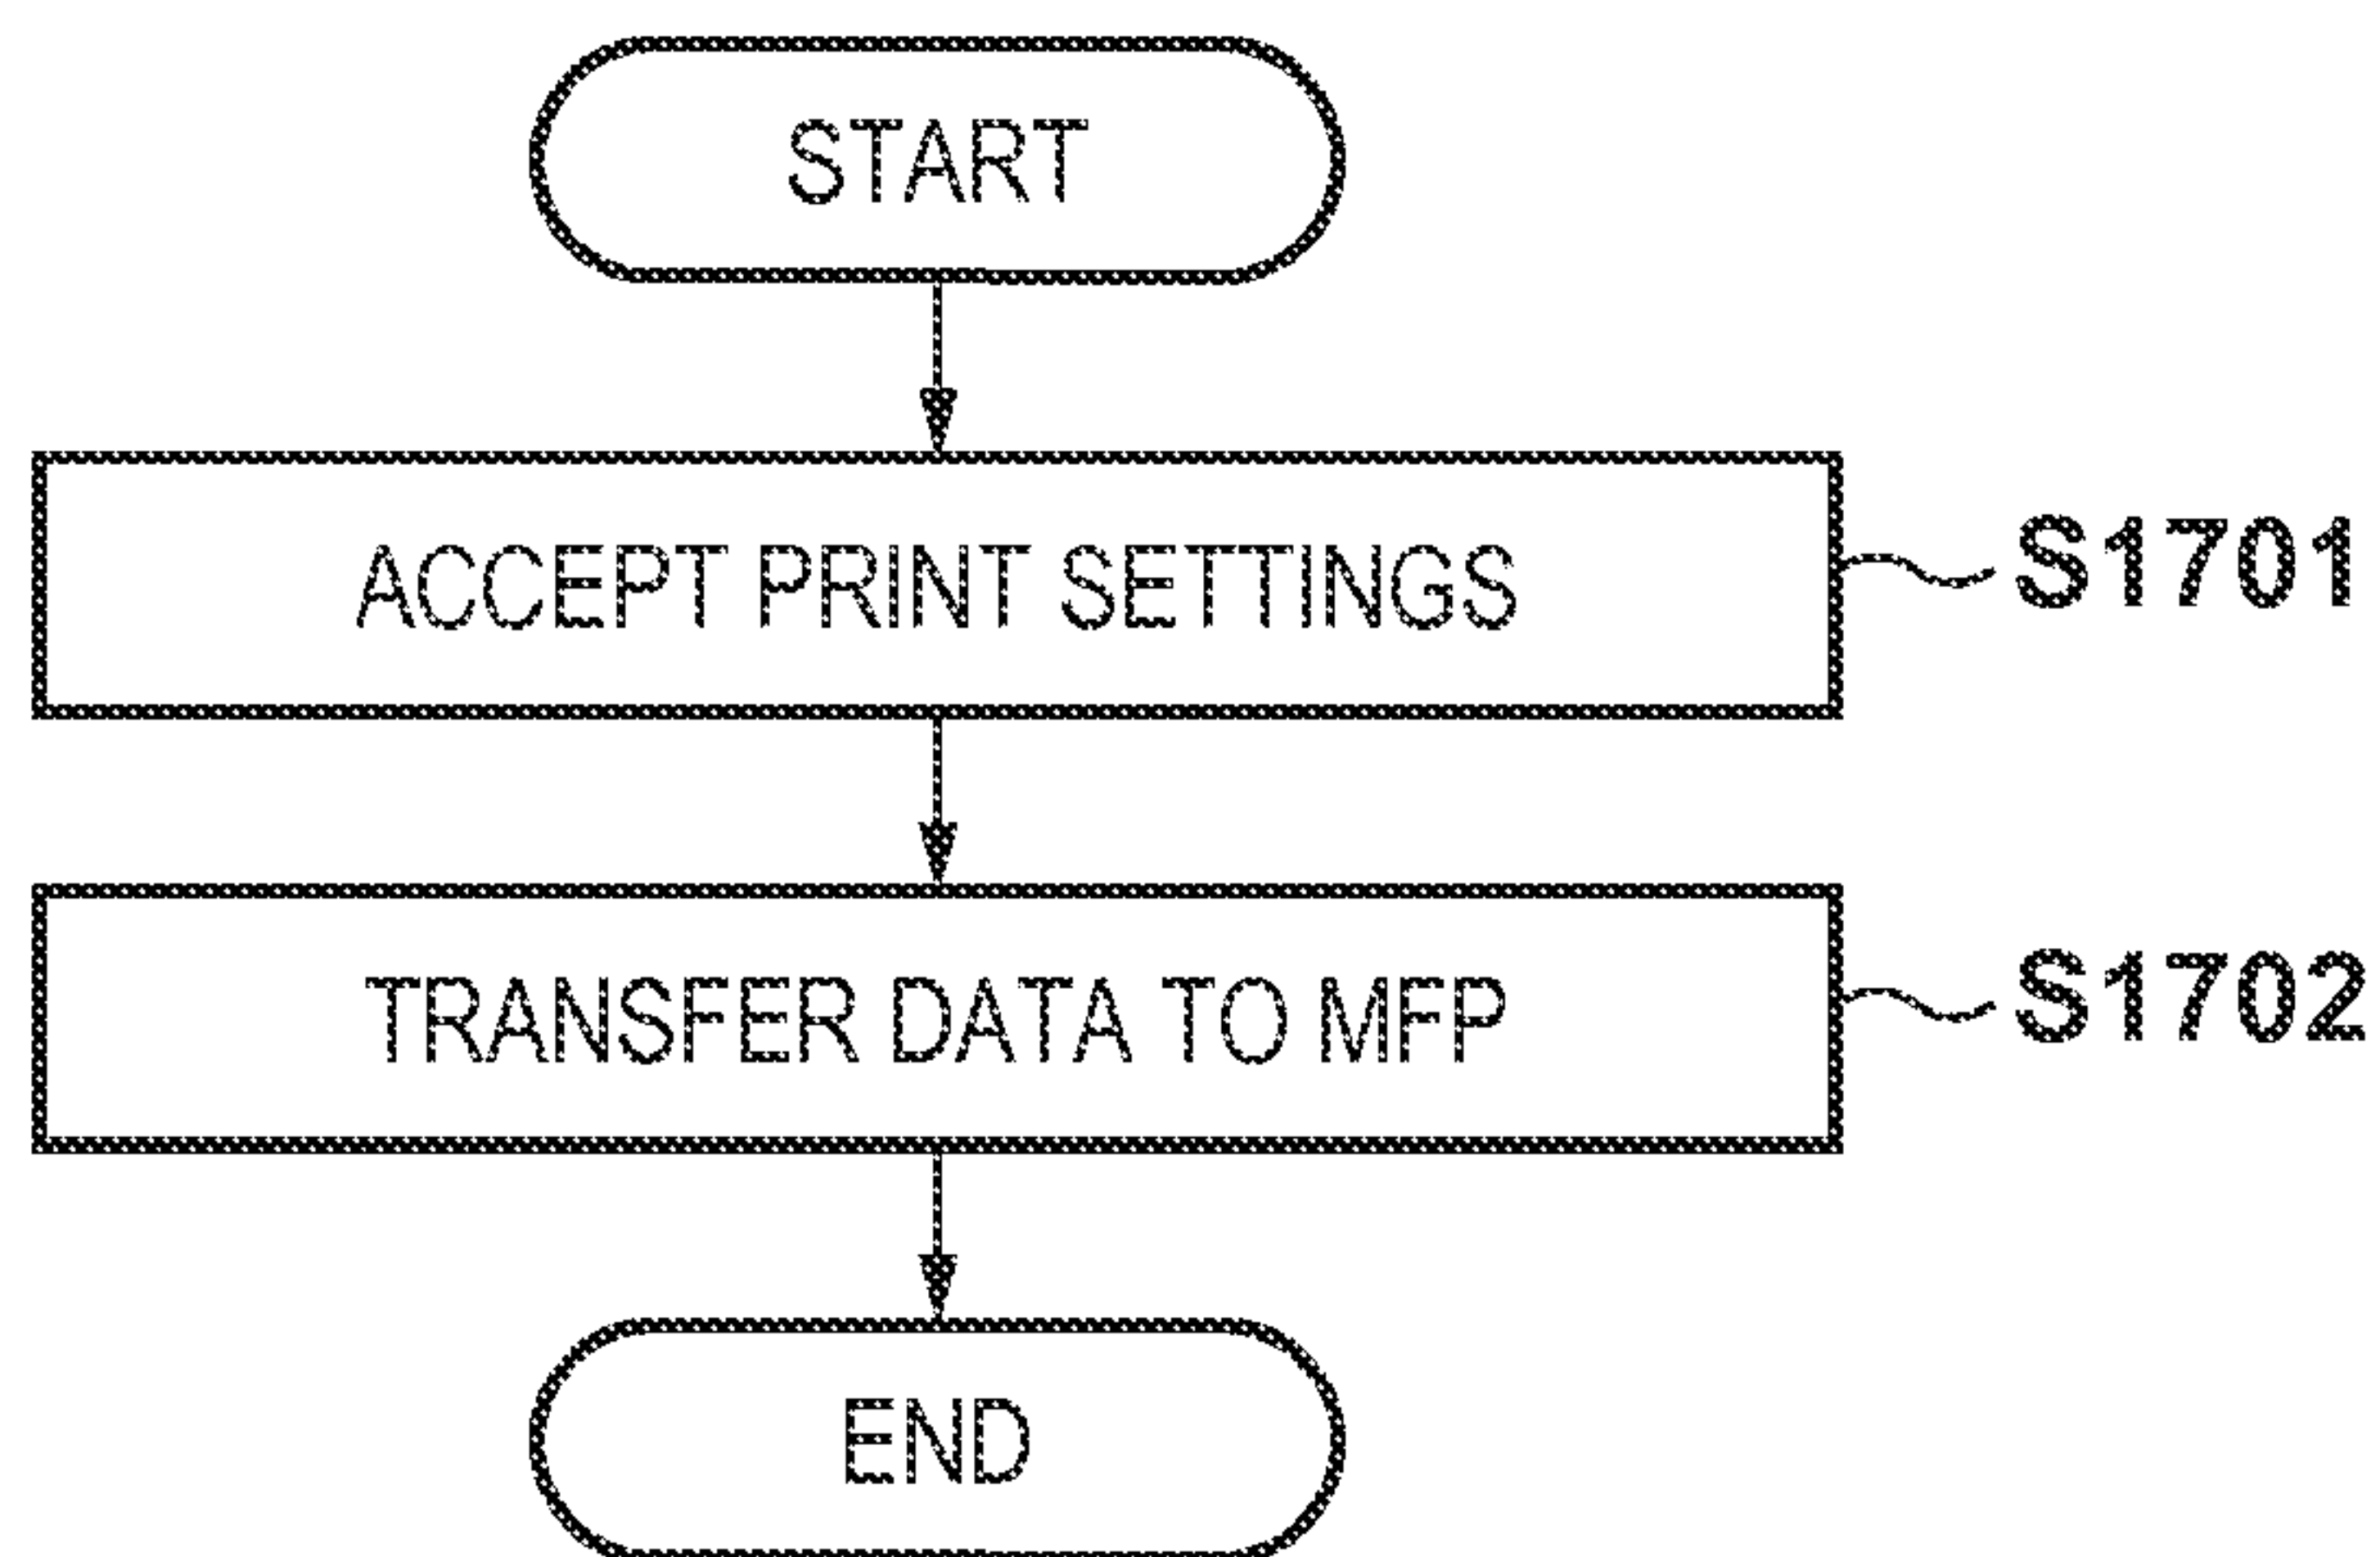 START
ACCEPT PRINT SETTINGS
S1701
TRANSFER DATA TO MFP
S1702
END